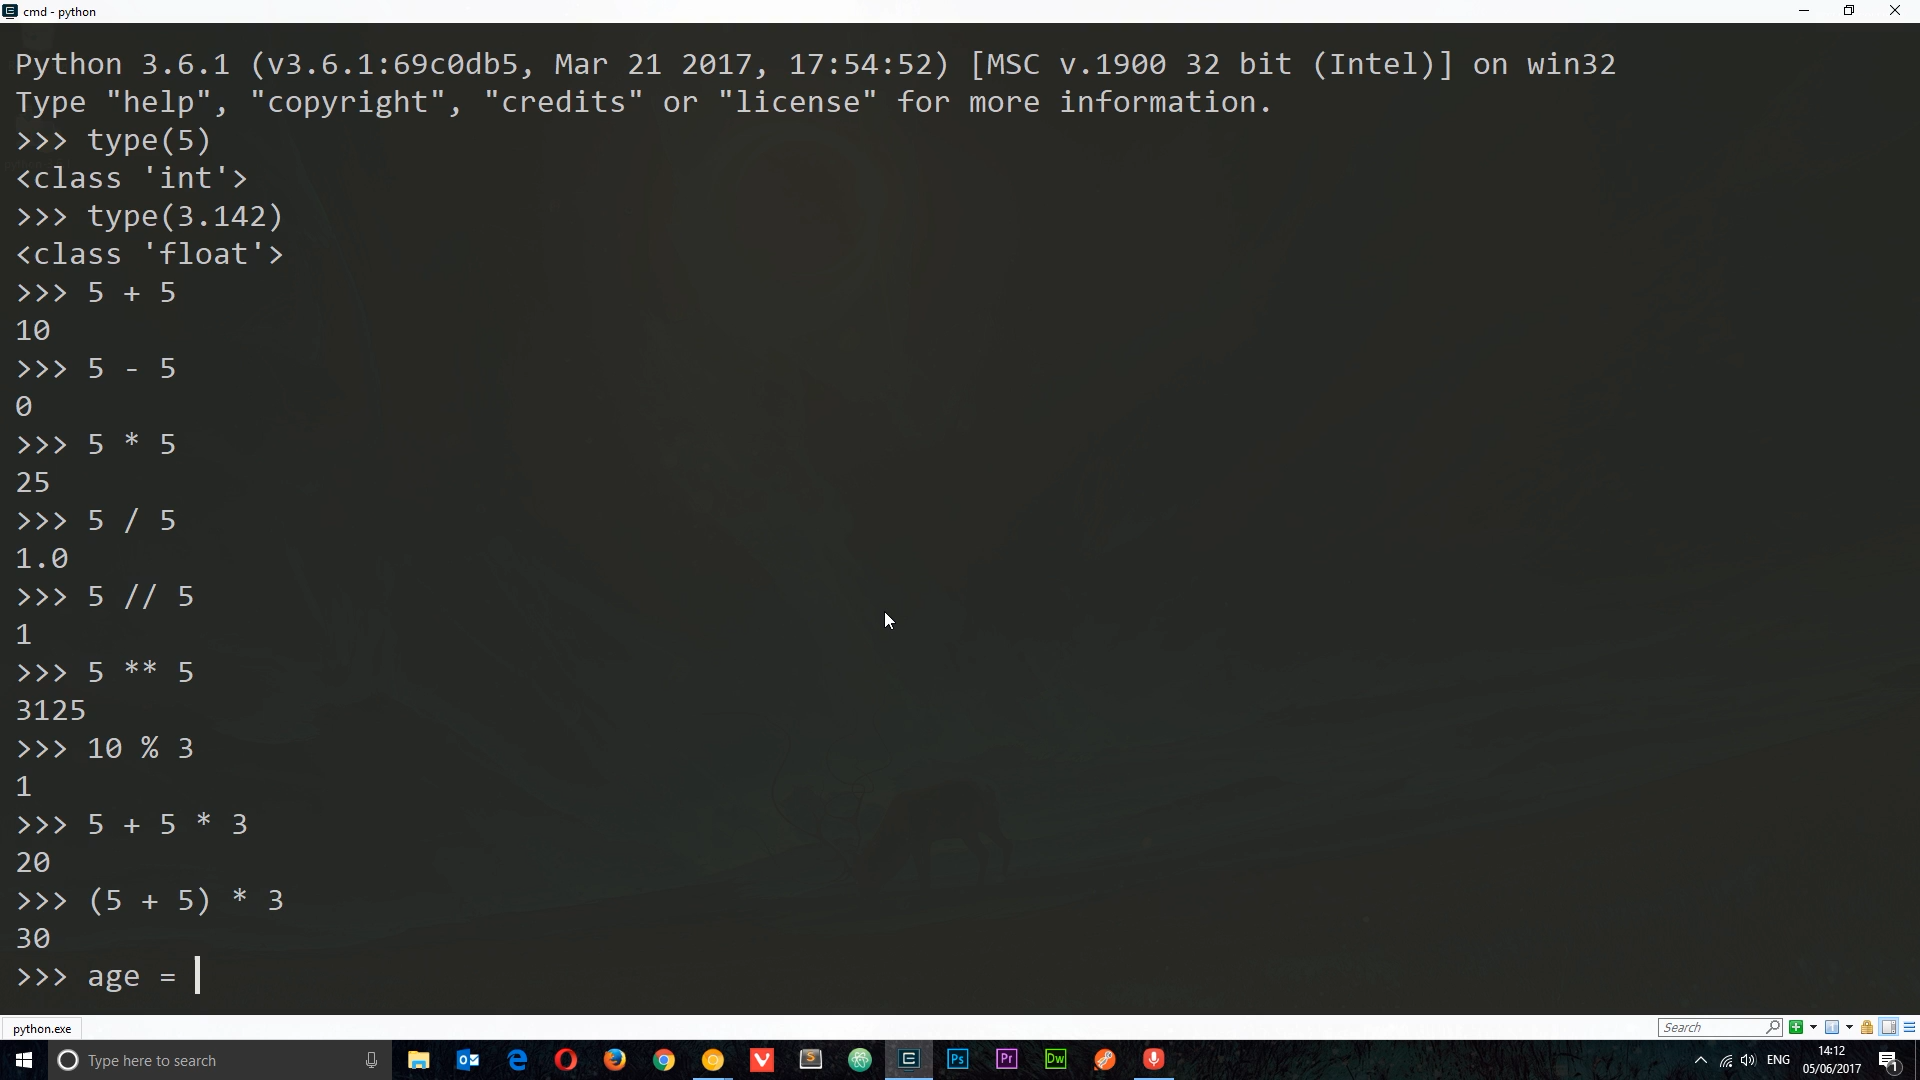 cmd - python
Python 3.6.1 (v3.6.1:69c0db5, Mar 21 2017, 17:54:52) [MSC v.1900 32 bit (Intel)] on win32
Type "help", "copyright", "credits" or "license" for more information.
>>> type(5)
<class 'int'>
>>> type(3.142)
<class 'float'>
>>> 5 + 5
10
>>> 5 - 5
0
>>> 5 * 5
25
>>> 5 / 5
1.0
>>> 5 // 5
1
>>> 5 ** 5
3125
>>> 10 % 3
1
>>> 5 + 5 * 3
20
>>> (5 + 5) * 3
30
>>> age =
python.exe
Search
Type here to search
Ps
Pr
Dw
ENG
14:12
05/06/2017
1